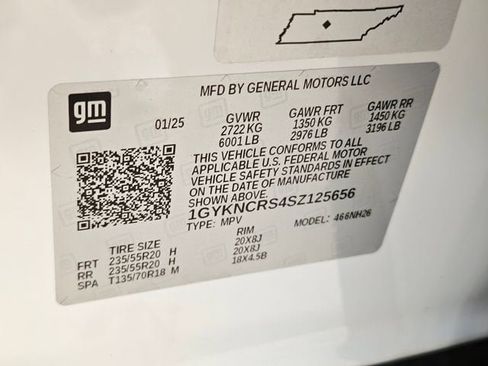 MFD BY GENERAL MOTORS LLC
gm
01/25 GVWR GAWR FRT GAWR RR
2722 KG 1350 KG 1450 KG
6001 LB 2976 LB 3196 LB
THIS VEHICLE CONFORMS TO ALL
APPLICABLE U.S. FEDERAL MOTOR
VEHICLE SAFETY STANDARDS IN EFFECT
ON THE DATE OF MANUFACTURE
SHOWN ABOVE
1GYKNCRS4SZ125656
TYPE: MPV MODEL: 466NH26
TIRE SIZE RIM
FRT 235/55R20 H 20X8J
RR 235/55R20 H 20X8J
SPA T135/70R18 M 18X4.5B